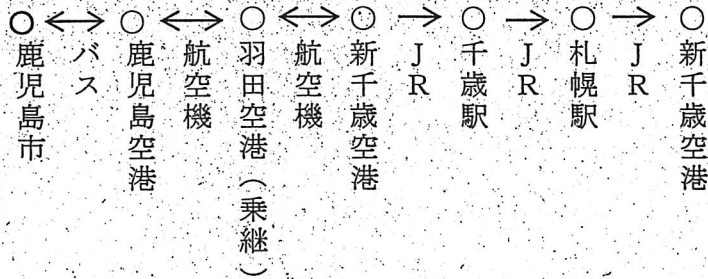 ○↔○↔○↔○→○→○→○
鹿児島市
バス
鹿児島空港
航空機
羽田空港（乗継）
航空機
新千歳空港
JR
千歳駅
JR
札幌駅
JR
新千歳空港